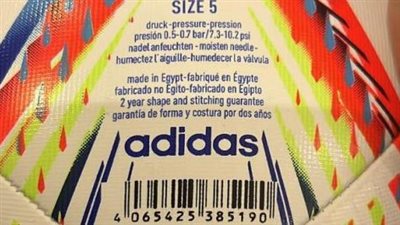 SIZE 5
druck-pressure-pression
presión 0.5-0.7 bar/7.3-10.2 psi
nadel anfeuchten - moisten needle-
humectez l'aiguille-humedecer la válvula
made in Egypt-fabriqué en Égypte
fabricado no Egito-fabricado en Egipto
2 year shape and stitching guarantee
garantía de forma y costura por dos años
adidas
4 065425 385190